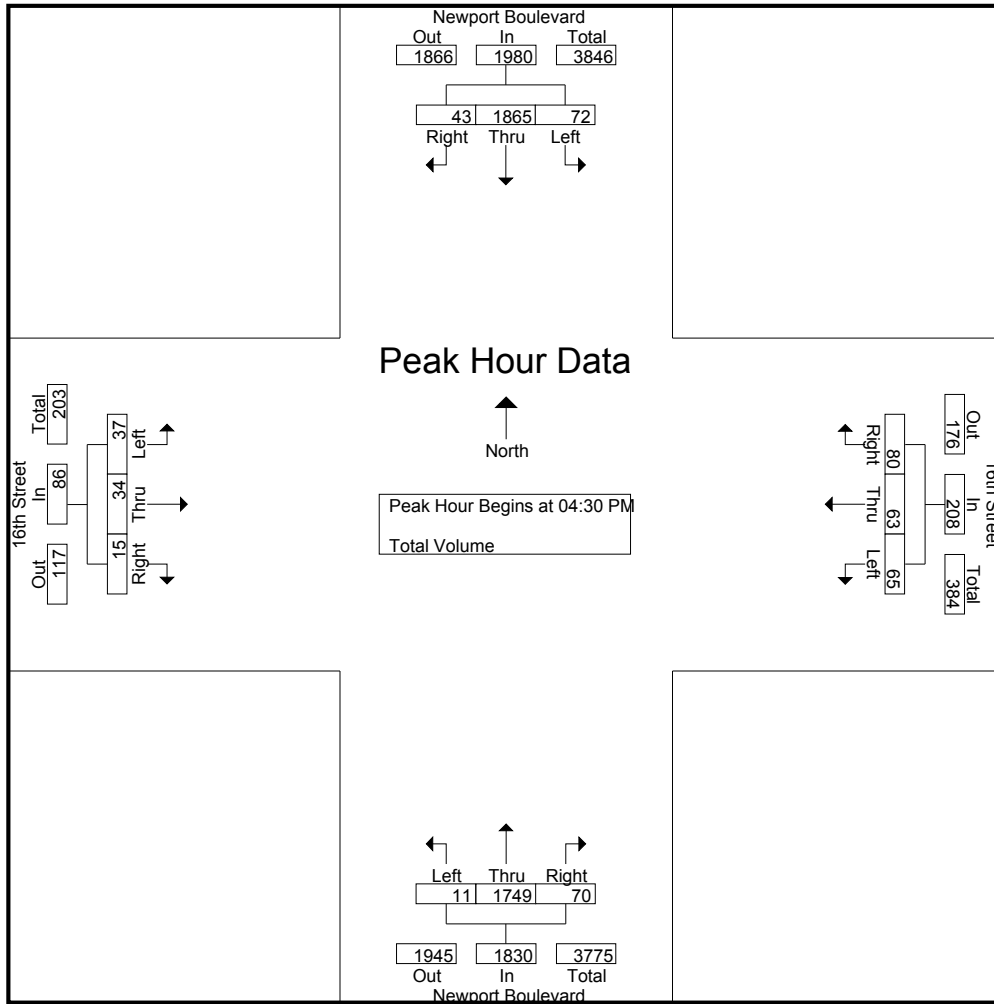 Newport Boulevard
Out In Total
1866 1980 3846
43 1865 72
Right Thru Left
Peak Hour Data
North
Peak Hour Begins at 04:30 PM
Total Volume
16th Street
Total In Out
203 86 117
37 34 15
Left Thru Right
16th Street
Out In Total
176 208 384
80 63 65
Right Thru Left
Left Thru Right
11 1749 70
1945 1830 3775
Out In Total
Newport Boulevard